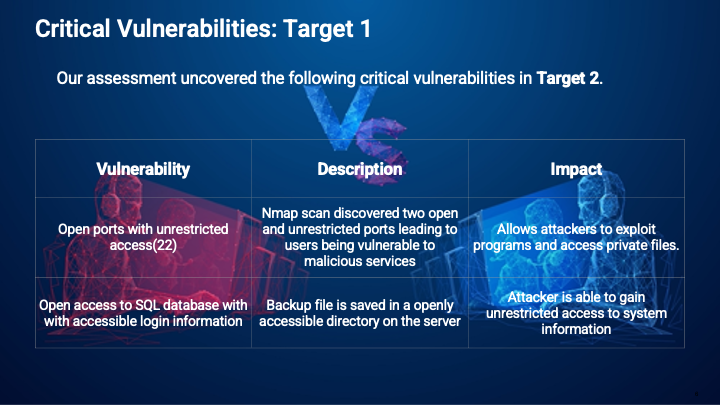 Critical Vulnerabilities: Target 1
Our assessment uncovered the following critical vulnerabilities in Target 2.
VS
Vulnerability
Description
Impact
Open ports with unrestricted
access(22)
Nmap scan discovered two open
and unrestricted ports leading to
users being vulnerable to
malicious services
Allows attackers to exploit
programs and access private files.
Open access to SQL database with
with accessible login information
Backup file is saved in a openly
accessible directory on the server
Attacker is able to gain
unrestricted access to system
information